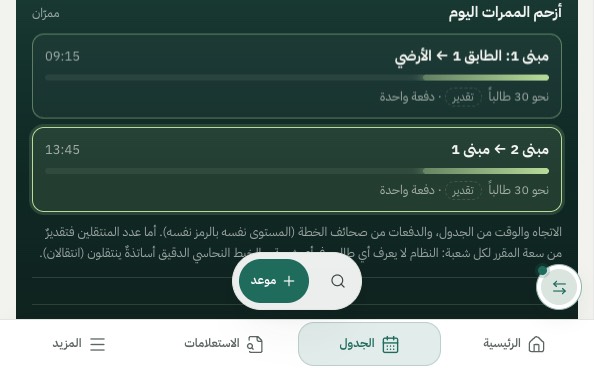 أزحم الممرات اليوم
ممرّان
مبنى 1: الطابق 1 ← الأرضي
09:15
نحو 30 طالباً تقدير · دفعة واحدة
مبنى 2 ← مبنى 1
13:45
نحو 30 طالباً تقدير · دفعة واحدة
الاتجاه والوقت من الجدول، والدفعات من صحائف الخطة (المستوى نفسه بالرمز نفسه). أما عدد المنتقلين فتقديرٌ
من سعة المقرر لكل شعبة: النظام لا يعرف أي النحاسي الدقيق أساتذةٌ ينتقلون (انتقالان).
موعد
الرئيسية
الجدول
الاستعلامات
المزيد